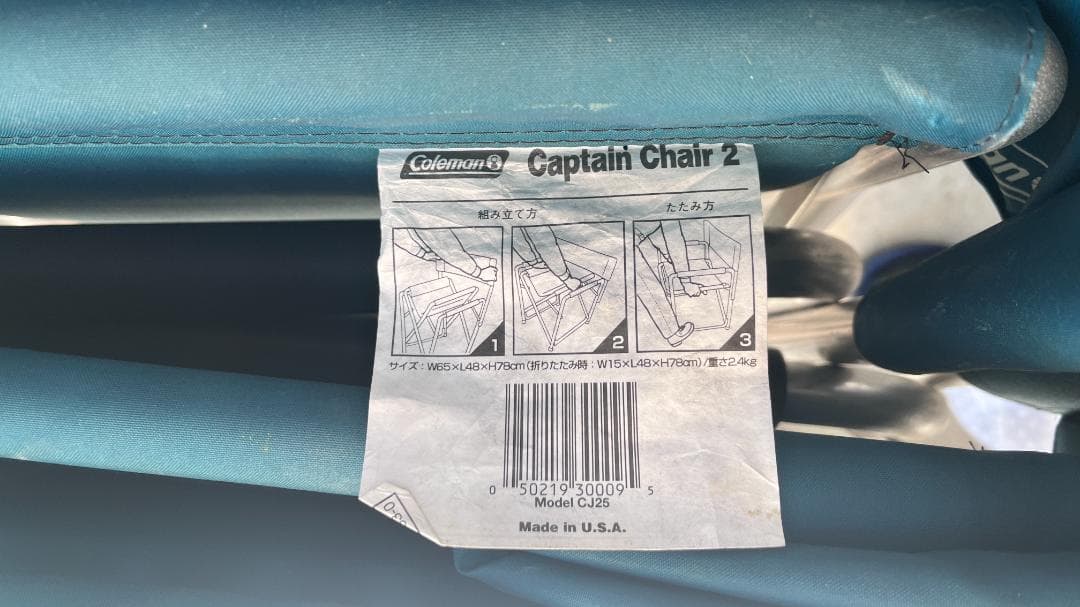 Coleman Captain Chair 2
組み立て方 たたみ方
1 2 3
サイズ：W65×L48×H78cm（折りたたみ時：W15×L48×H78cm）/重さ2.4kg
0 50219 30009 5
Model CJ25
Made in U.S.A.